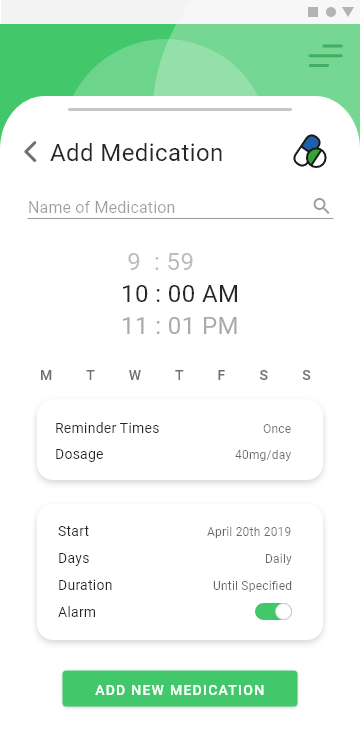 Add Medication
Name of Medication
9 : 59
10 : 00 AM
11 : 01 PM
M T W T F S S
Reminder Times Once
Dosage 40mg/day
Start April 20th 2019
Days Daily
Duration Until Specified
Alarm
ADD NEW MEDICATION